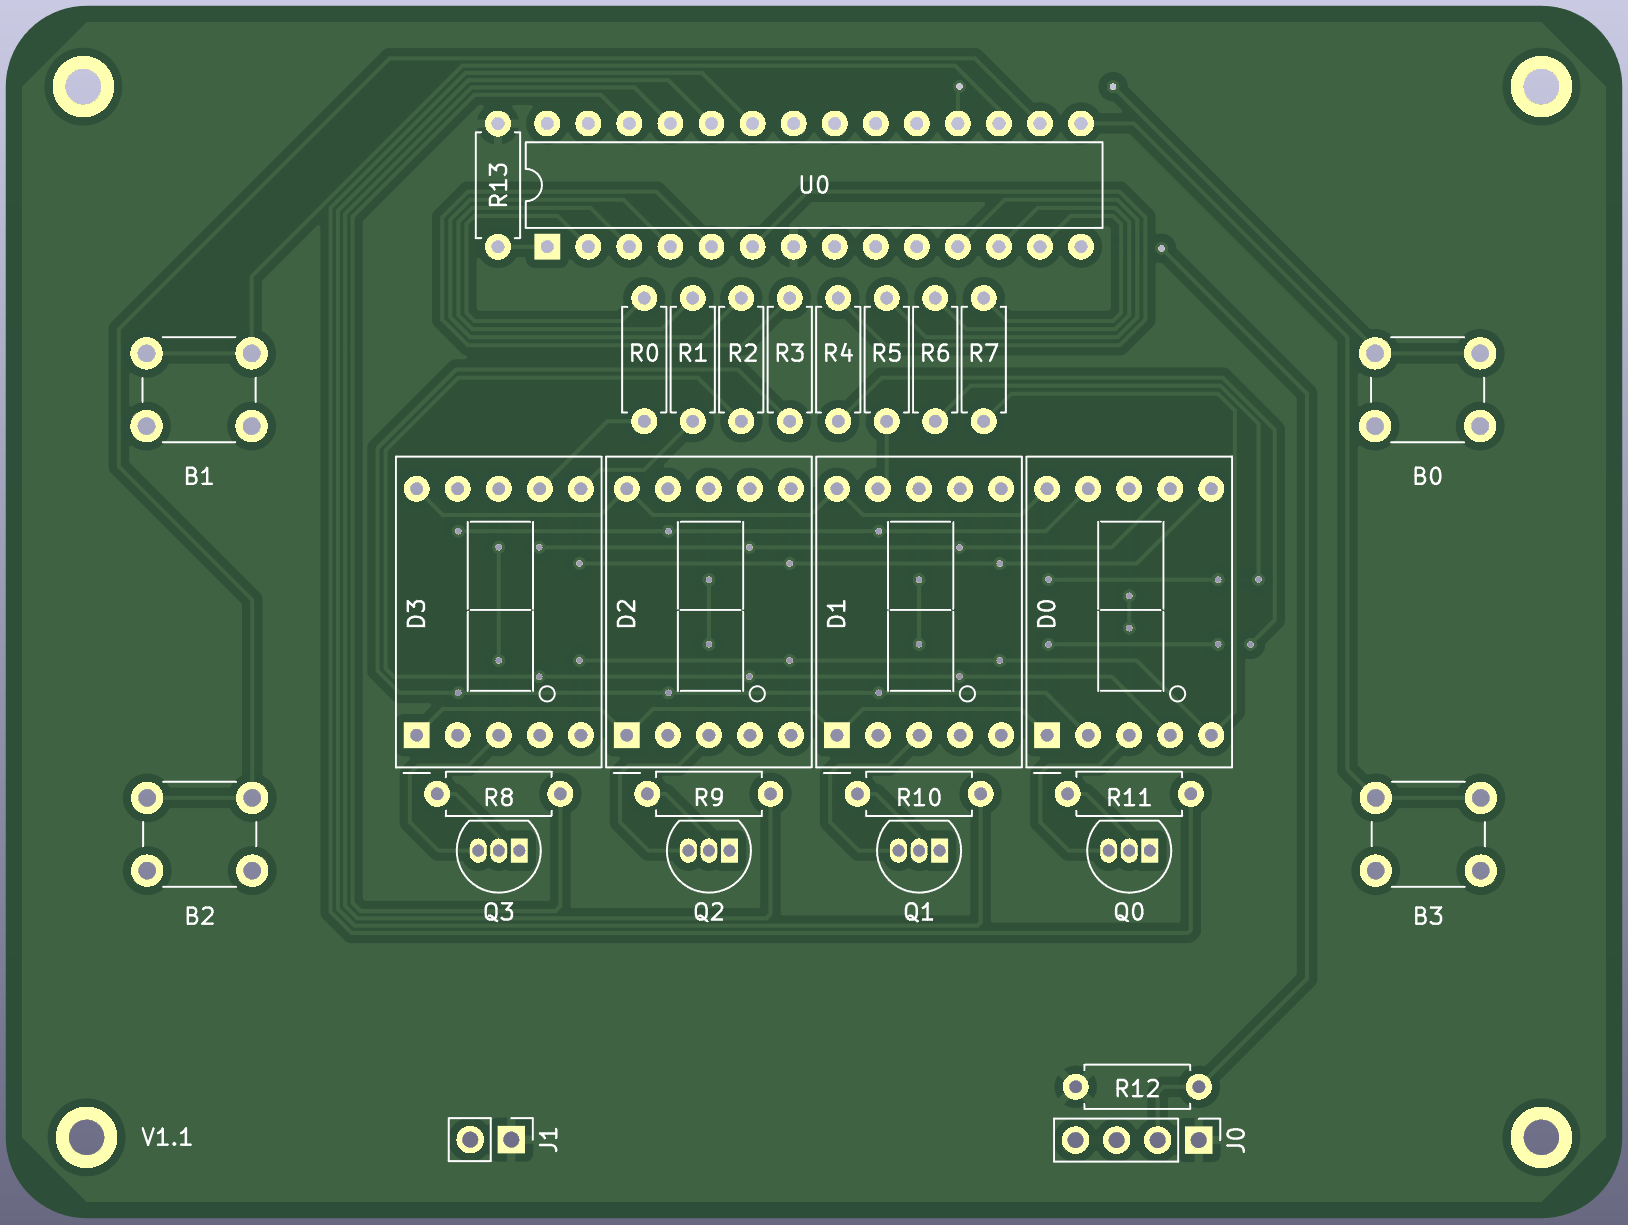 R13
U0
R0 R1 R2 R3 R4 R5 R6 R7
B1
B0
D3
D2
D1
D0
R8
R9
R10
R11
Q3
Q2
Q1
Q0
B2
B3
R12
V1.1
J1
J0